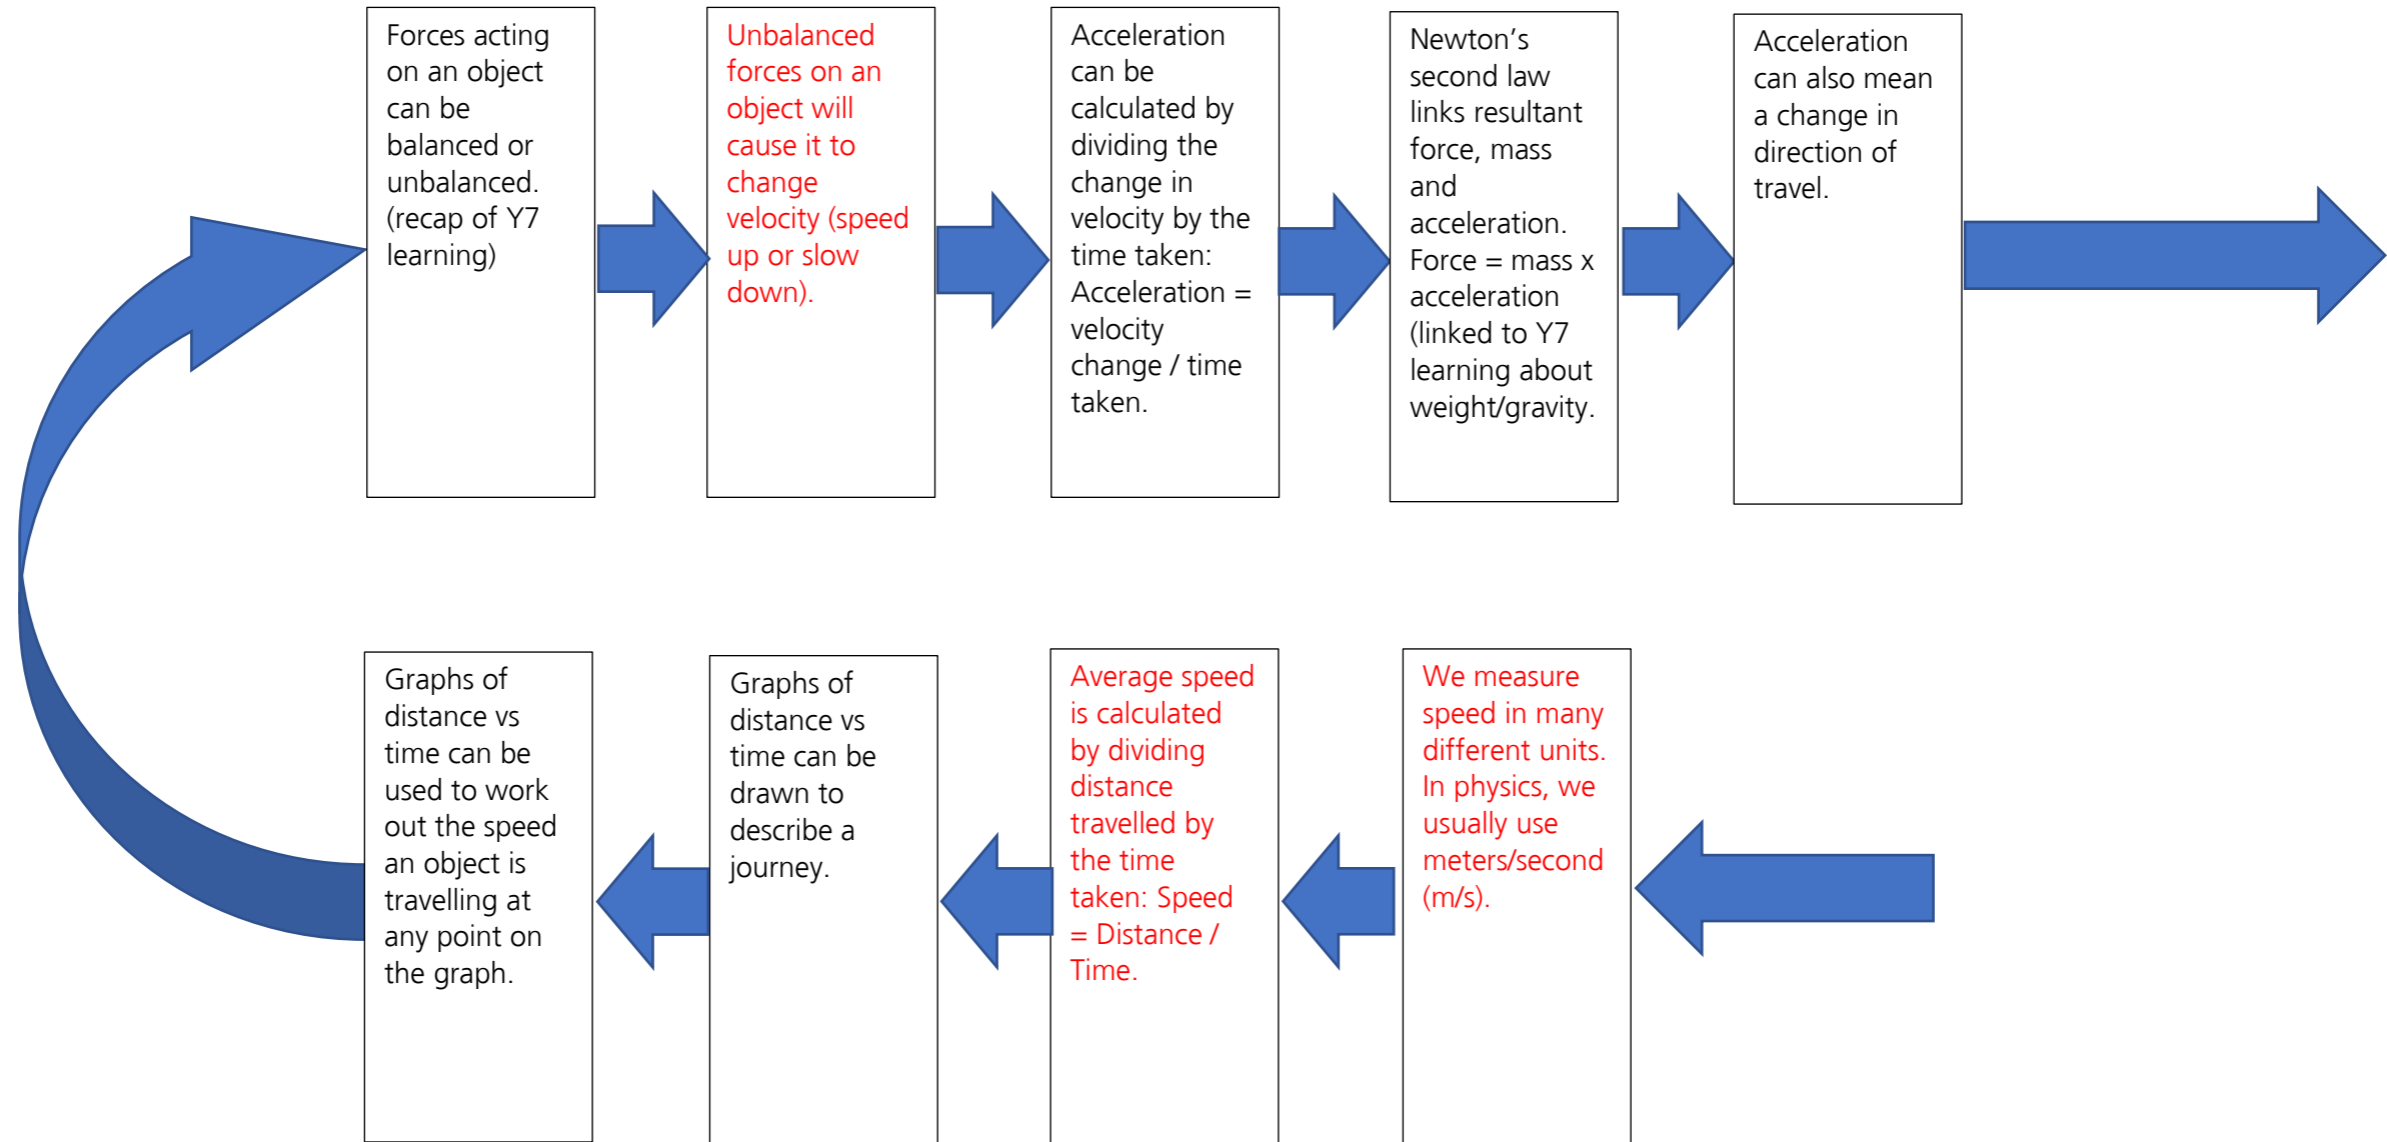 Forces acting
on an object
can be
balanced or
unbalanced.
(recap of Y7
learning)
Unbalanced
forces on an
object will
cause it to
change
velocity (speed
up or slow
down).
Acceleration
can be
calculated by
dividing the
change in
velocity by the
time taken:
Acceleration =
velocity
change / time
taken.
Newton’s
second law
links resultant
force, mass
and
acceleration.
Force = mass x
acceleration
(linked to Y7
learning about
weight/gravity.
Acceleration
can also mean
a change in
direction of
travel.
Graphs of
distance vs
time can be
used to work
out the speed
an object is
travelling at
any point on
the graph.
Graphs of
distance vs
time can be
drawn to
describe a
journey.
Average speed
is calculated
by dividing
distance
travelled by
the time
taken: Speed
= Distance /
Time.
We measure
speed in many
different units.
In physics, we
usually use
meters/second
(m/s).